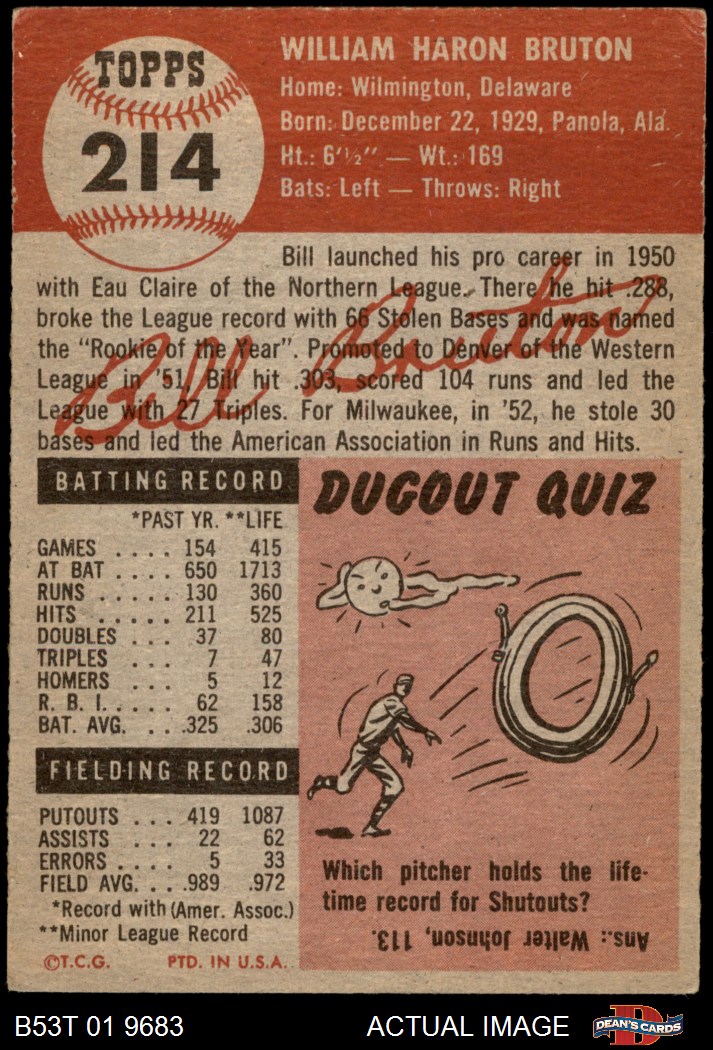 TOPPS
214
WILLIAM HARON BRUTON
Home: Wilmington, Delaware
Born: December 22, 1929, Panola, Ala.
Ht.: 6'½" — Wt.: 169
Bats: Left — Throws: Right
Bill launched his pro career in 1950
with Eau Claire of the Northern League. There he hit .288,
broke the League record with 66 Stolen Bases and was named
the "Rookie of the Year". Promoted to Denver of the Western
League in '51, Bill hit .303, scored 104 runs and led the
League with 27 Triples. For Milwaukee, in '52, he stole 30
bases and led the American Association in Runs and Hits.
Bill Bruton
BATTING RECORD
*PAST YR. **LIFE
GAMES .... 154 415
AT BAT .... 650 1713
RUNS ..... 130 360
HITS ..... 211 525
DOUBLES ... 37 80
TRIPLES ... 7 47
HOMERS ... 5 12
R. B. I. .... 62 158
BAT. AVG. ... .325 .306
FIELDING RECORD
PUTOUTS ... 419 1087
ASSISTS ... 22 62
ERRORS .... 5 33
FIELD AVG. ... .989 .972
*Record with (Amer. Assoc.)
**Minor League Record
©T.C.G. PTD. IN U.S.A.
DUGOUT QUIZ
Which pitcher holds the life-
time record for Shutouts?
Ans.: Walter Johnson, 113.
B53T 01 9683 ACTUAL IMAGE
D
DEAN'S CARDS